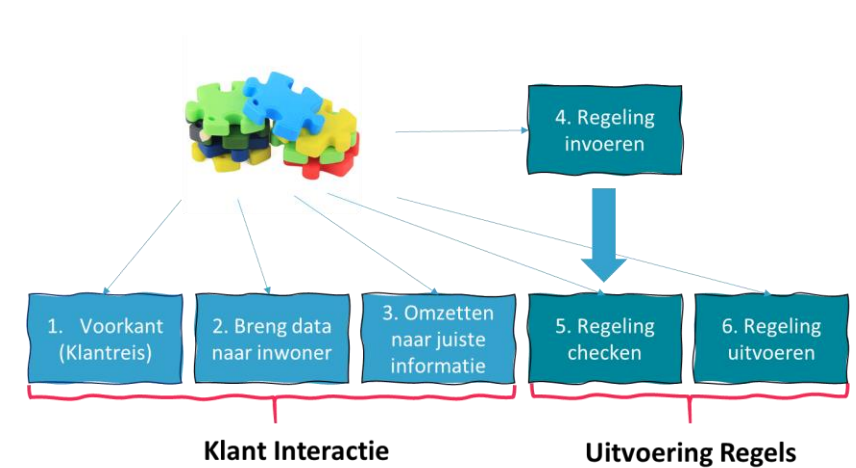 4. Regeling
invoeren
1. Voorkant
(Klantreis)
2. Breng data
naar inwoner
3. Omzetten
naar juiste
informatie
5. Regeling
checken
6. Regeling
uitvoeren
Klant Interactie
Uitvoering Regels